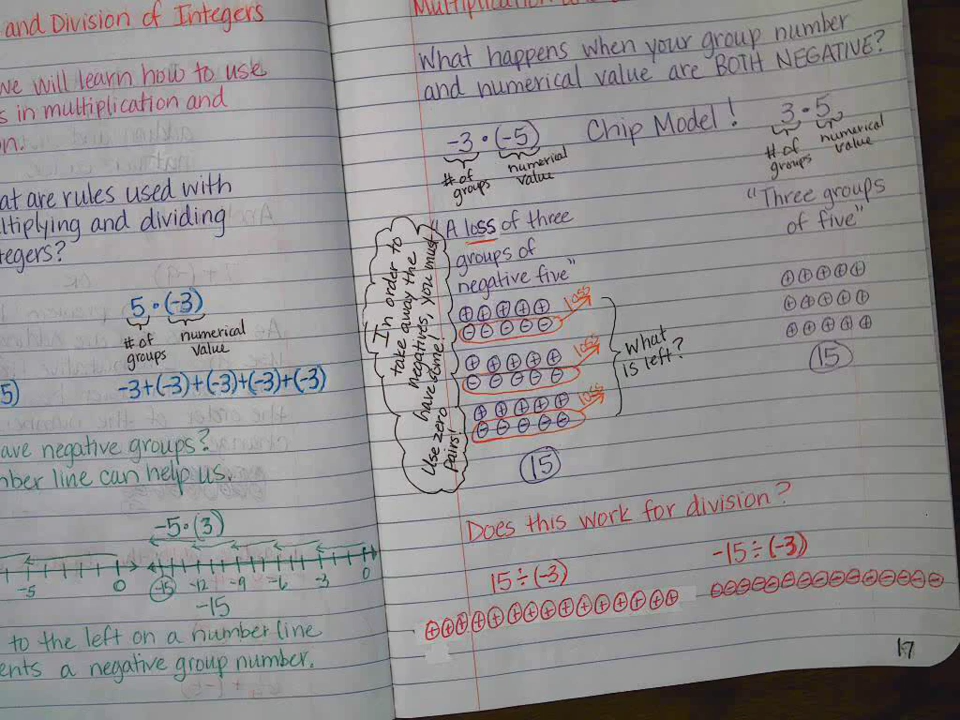 and Division of Integers
we will learn how to use
s in multiplication and
on.
at are rules used with
ltiplying and dividing
tegers?
5 · (-3)
# of groups
numerical value
5)
-3+(-3)+(-3)+(-3)+(-3)
ave negative groups?
mber line can help us.
-5 · (3)
-5
0
-15
-12
-9
-6
-3
0
-15
to the left on a number line
ents a negative group number.
Multiplication
What happens when your group number
and numerical value are BOTH NEGATIVE?
-3 · (-5)
# of groups
numerical value
Chip Model!
3 · 5
# of groups
numerical value
"A loss of three
groups of
negative five"
"Three groups
of five"
In order to
take away the
negatives, you must
have some!
Use zero
Pairs!
+ + + + +
- - - - -
loss
+ + + + +
- - - - -
loss
+ + + + +
- - - - -
loss
What
is left?
15
+ + + + +
+ + + + +
+ + + + +
15
Does this work for division?
15 ÷ (-3)
+ + + + + + + + + + + + + + +
-15 ÷ (-3)
- - - - - - - - - - - - - - -
17